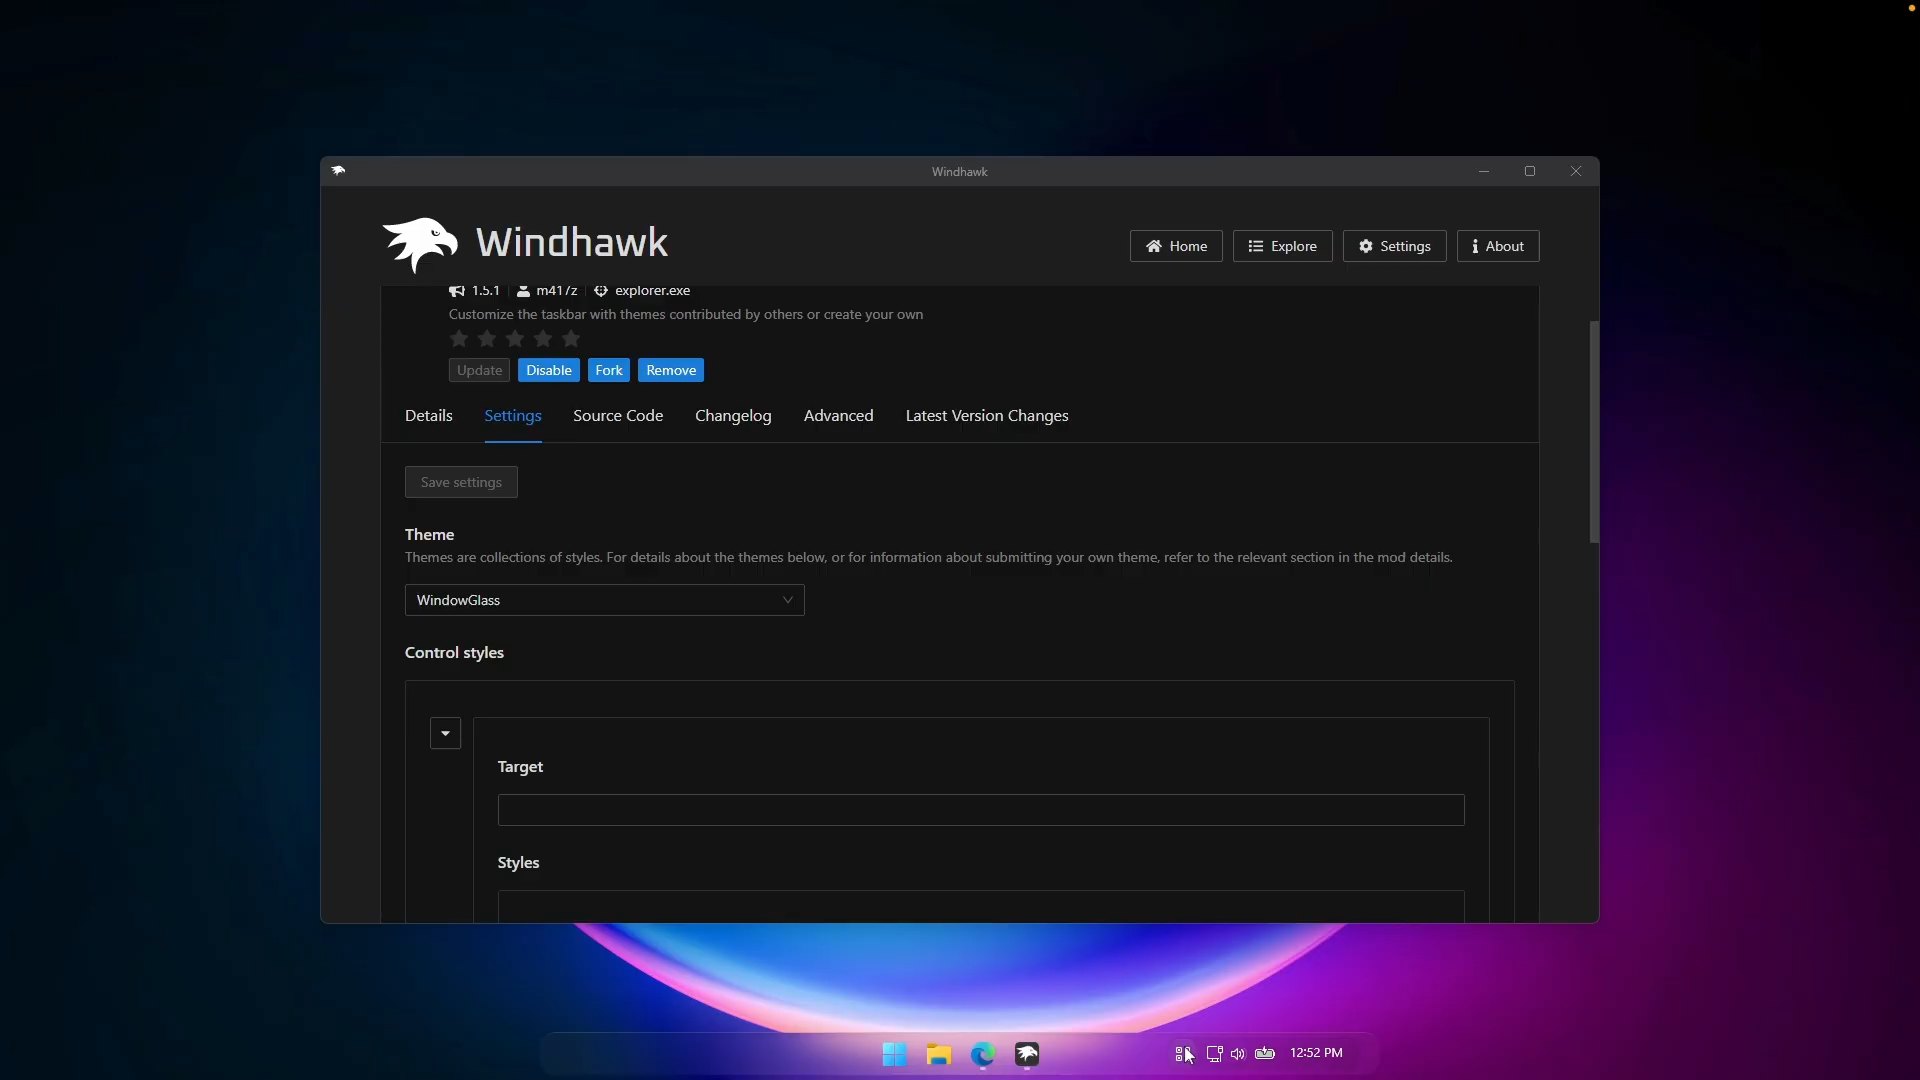 Windhawk
Windhawk
Home
Explore
Settings
About
1.5.1
m417z
explorer.exe
Customize the taskbar with themes contributed by others or create your own
Update
Disable
Fork
Remove
Details
Settings
Source Code
Changelog
Advanced
Latest Version Changes
Save settings
Theme
Themes are collections of styles. For details about the themes below, or for information about submitting your own theme, refer to the relevant section in the mod details.
WindowGlass
Control styles
Target
Styles
12:52 PM